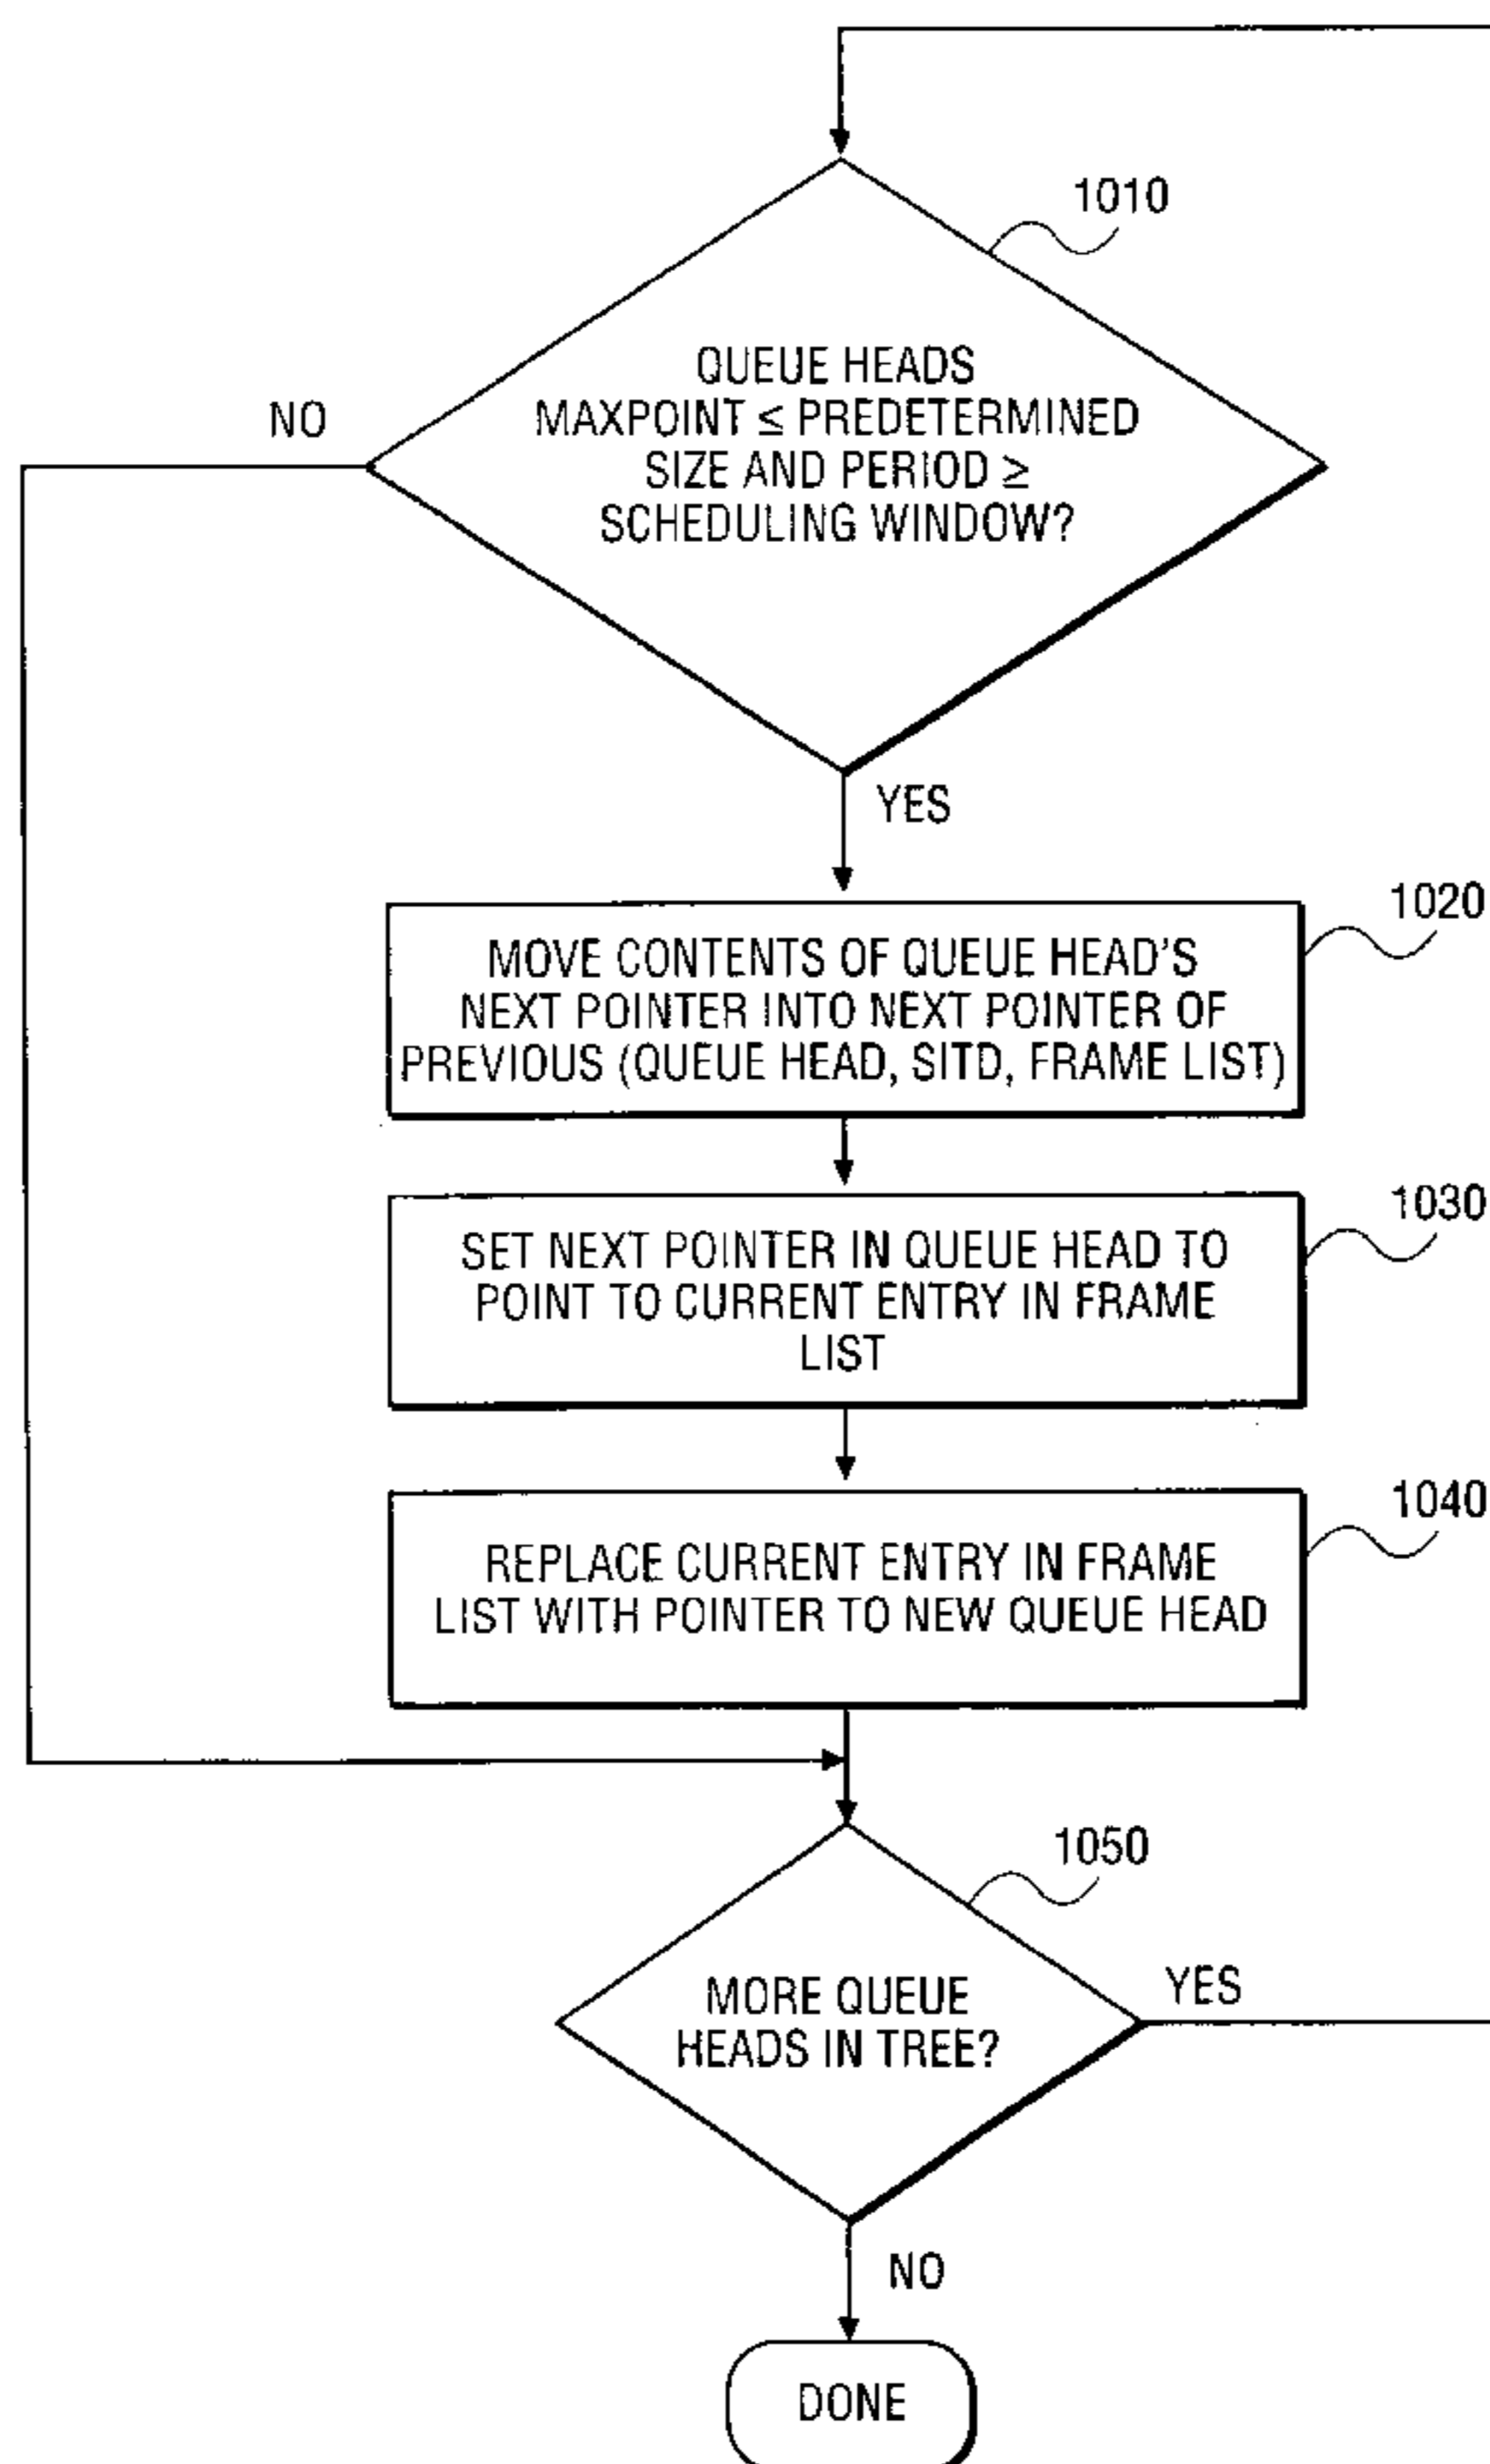 1010
QUEUE HEADS
MAXPOINT ≤ PREDETERMINED
SIZE AND PERIOD ≥
SCHEDULING WINDOW?
NO
YES
1020
MOVE CONTENTS OF QUEUE HEAD'S
NEXT POINTER INTO NEXT POINTER OF
PREVIOUS (QUEUE HEAD, SITD, FRAME LIST)
1030
SET NEXT POINTER IN QUEUE HEAD TO
POINT TO CURRENT ENTRY IN FRAME
LIST
1040
REPLACE CURRENT ENTRY IN FRAME
LIST WITH POINTER TO NEW QUEUE HEAD
1050
MORE QUEUE
HEADS IN TREE?
YES
NO
DONE